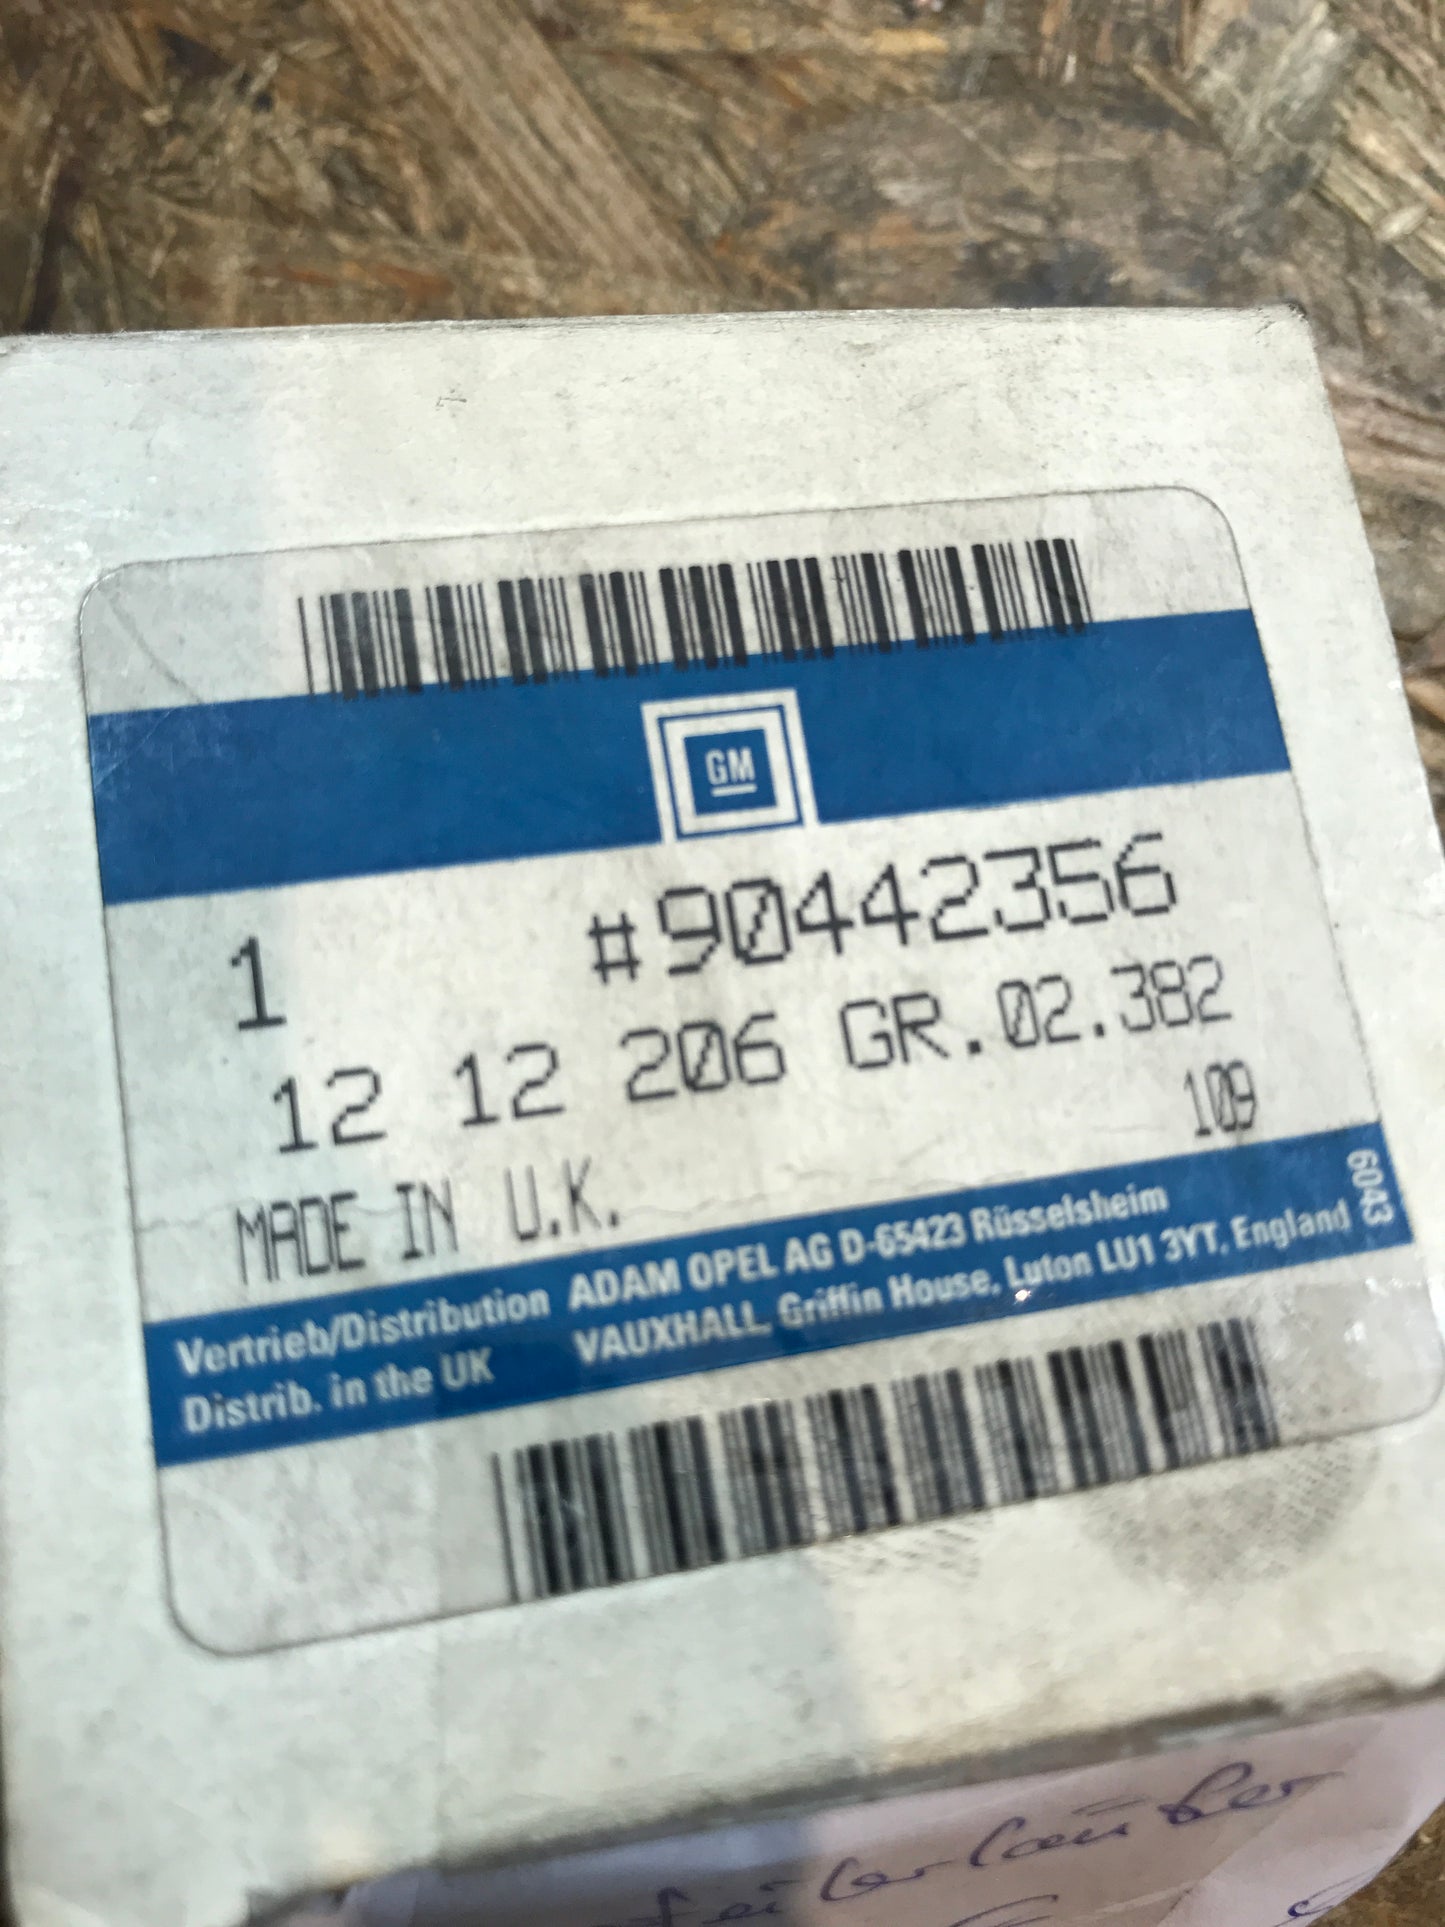 GM
1 #90442356
12 12 206 GR.02.382
109
MADE IN U.K.
6043
Vertrieb/Distribution ADAM OPEL AG D-65423 Rüsselsheim
Distrib. in the UK VAUXHALL, Griffin House, Luton LU1 3YT, England